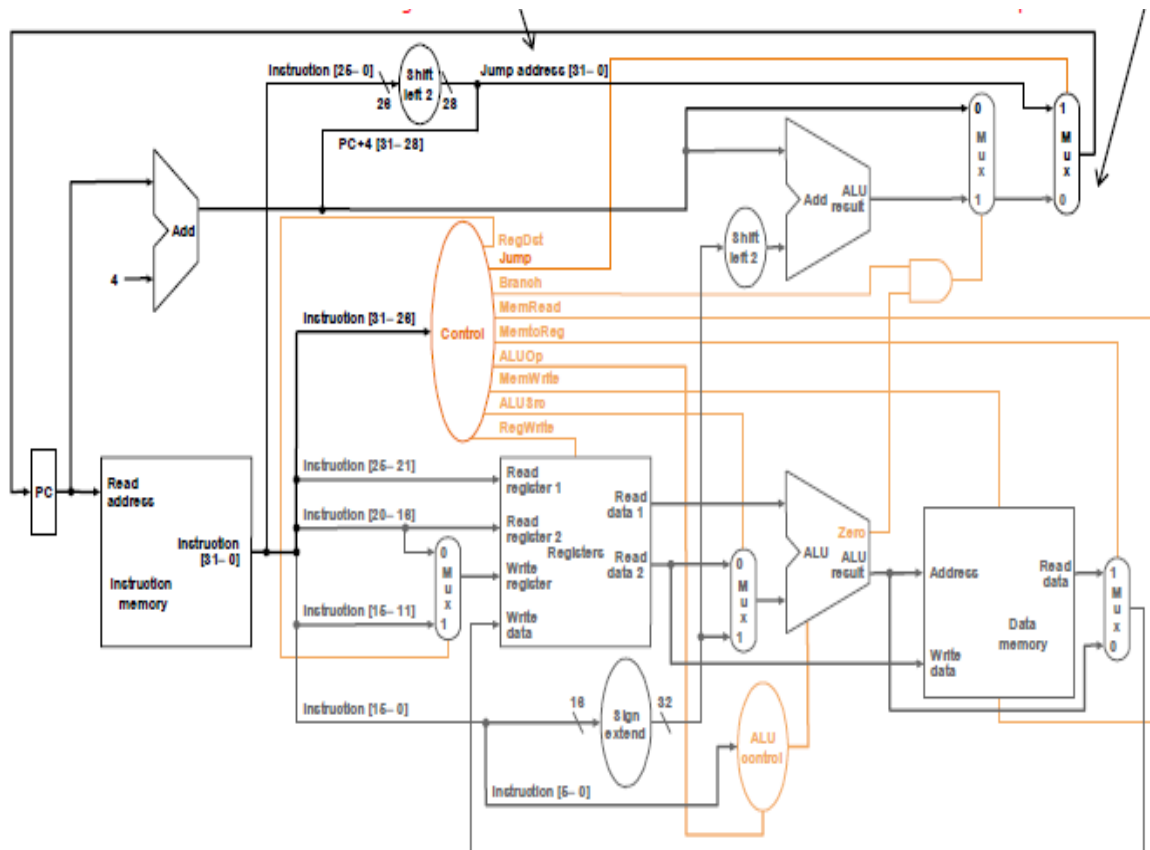 Instruction [25– 0]
Shift
left 2
Jump address [31– 0]
26
28
PC+4 [31– 28]
Add
4
0
M
u
x
1
1
M
u
x
0
Add
ALU
result
Shift
left 2
RegDst
Jump
Branch
MemRead
MemtoReg
ALUOp
MemWrite
ALUSrc
RegWrite
Instruction [31– 26]
Control
PC
Read
address
Instruction
[31– 0]
Instruction
memory
Instruction [25– 21]
Instruction [20– 16]
Instruction [15– 11]
0
M
u
x
1
Read
register 1
Read
register 2
Write
register
Write
data
Registers
Read
data 1
Read
data 2
0
M
u
x
1
Zero
ALU
ALU
result
Address
Write
data
Read
data
Data
memory
1
M
u
x
0
Instruction [15– 0]
16
Sign
extend
32
ALU
control
Instruction [5– 0]